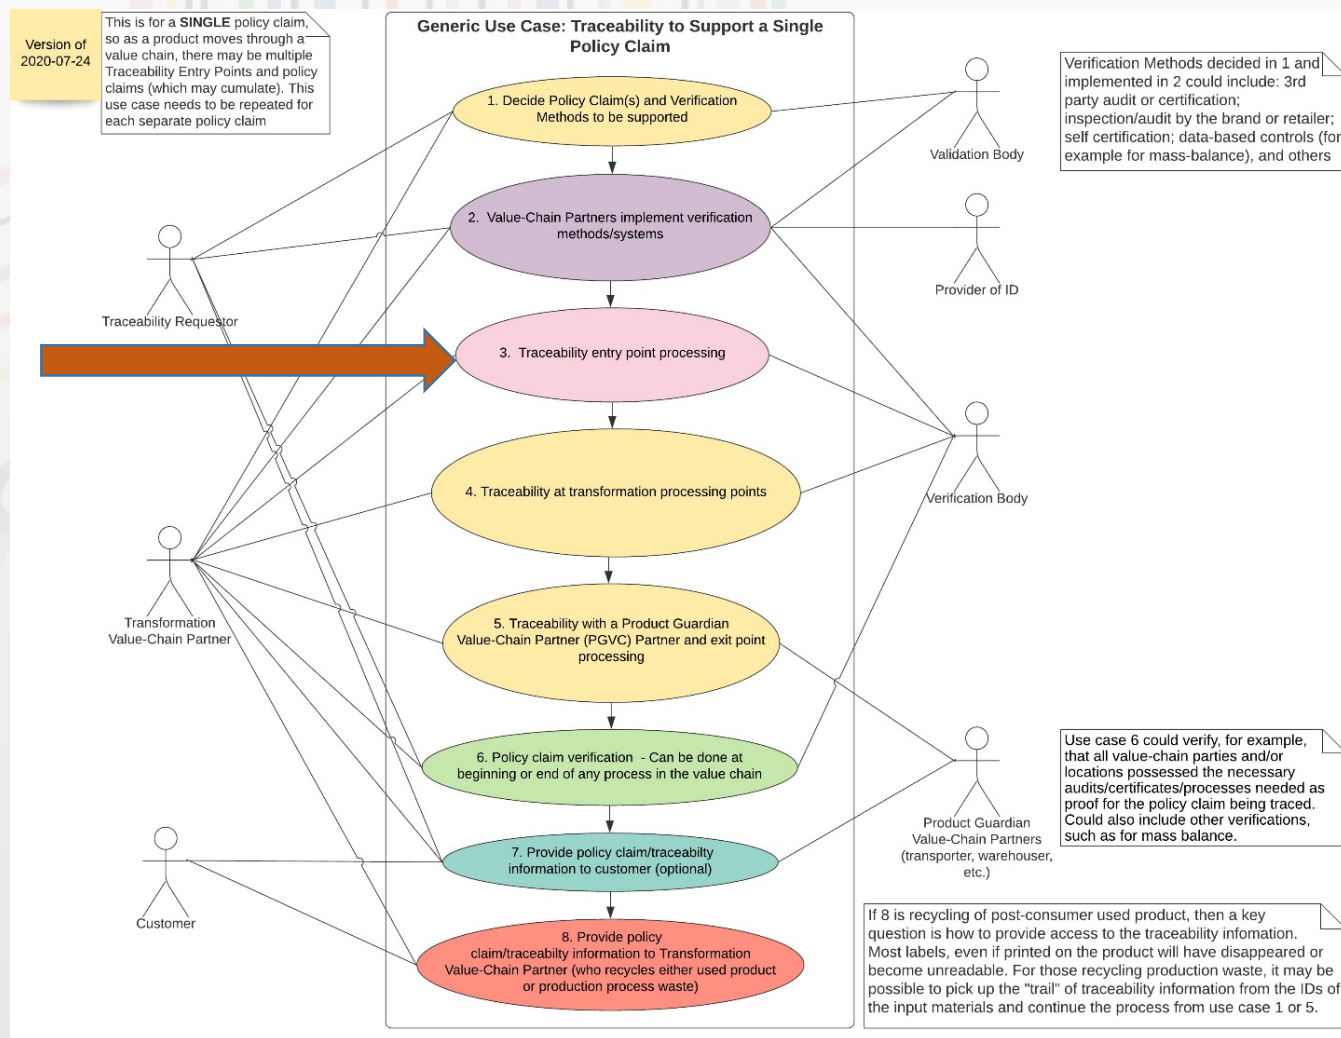 Version of
2020-07-24
This is for a SINGLE policy claim,
so as a product moves through a
value chain, there may be multiple
Traceability Entry Points and policy
claims (which may cumulate). This
use case needs to be repeated for
each separate policy claim
Generic Use Case: Traceability to Support a Single
Policy Claim
Verification Methods decided in 1 and
implemented in 2 could include: 3rd
party audit or certification;
inspection/audit by the brand or retailer;
self certification; data-based controls (for
example for mass-balance), and others
1. Decide Policy Claim(s) and Verification
Methods to be supported
Validation Body
2. Value-Chain Partners implement verification
methods/systems
Provider of ID
Traceability Requestor
3. Traceability entry point processing
4. Traceability at transformation processing points
Verification Body
Transformation
Value-Chain Partner
5. Traceability with a Product Guardian
Value-Chain Partner (PGVC) Partner and exit point
processing
6. Policy claim verification - Can be done at
beginning or end of any process in the value chain
Use case 6 could verify, for example,
that all value-chain parties and/or
locations possessed the necessary
audits/certificates/processes needed as
proof for the policy claim being traced.
Could also include other verifications,
such as for mass balance.
Product Guardian
Value-Chain Partners
(transporter, warehouser,
etc.)
7. Provide policy claim/traceabilty
information to customer (optional)
Customer
8. Provide policy
claim/traceabilty information to Transformation
Value-Chain Partner (who recycles either used product
or production process waste)
If 8 is recycling of post-consumer used product, then a key
question is how to provide access to the traceability infomation.
Most labels, even if printed on the product will have disappeared or
become unreadable. For those recycling production waste, it may be
possible to pick up the "trail" of traceability information from the IDs of
the input materials and continue the process from use case 1 or 5.